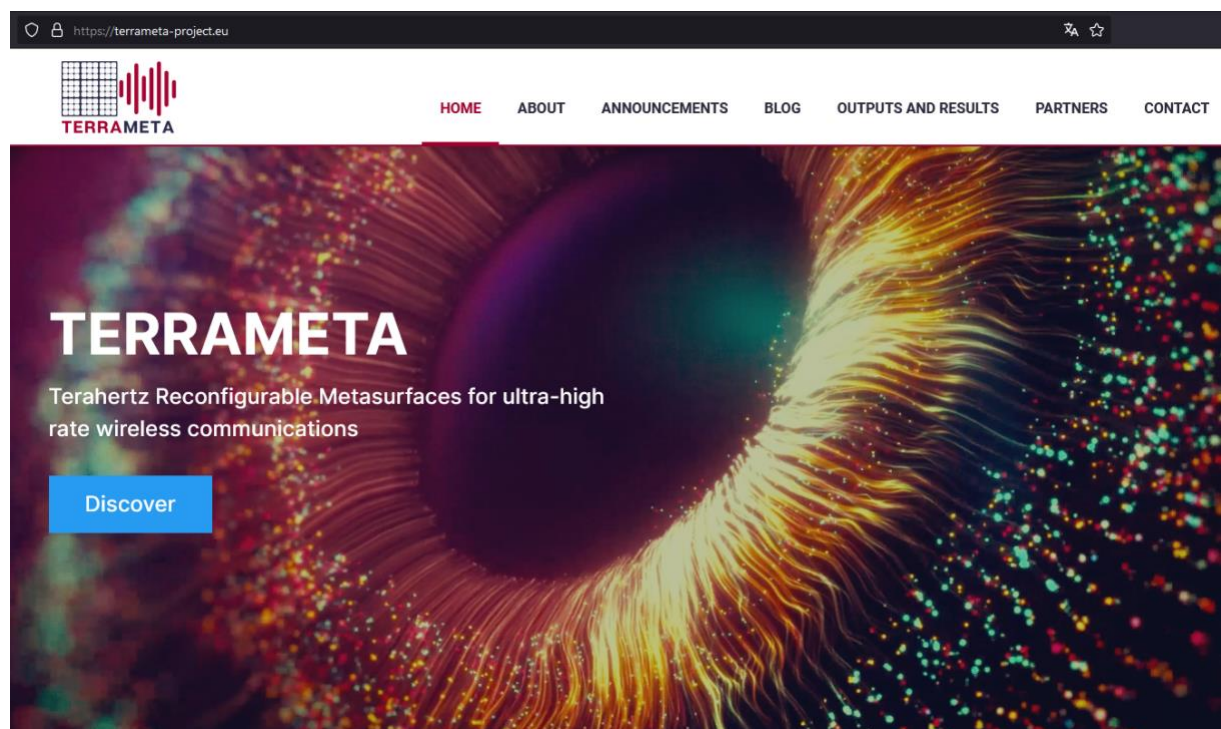 https://terrameta-project.eu
TERRAMETA
HOME ABOUT ANNOUNCEMENTS BLOG OUTPUTS AND RESULTS PARTNERS CONTACT
TERRAMETA
Terahertz Reconfigurable Metasurfaces for ultra-high
rate wireless communications
Discover